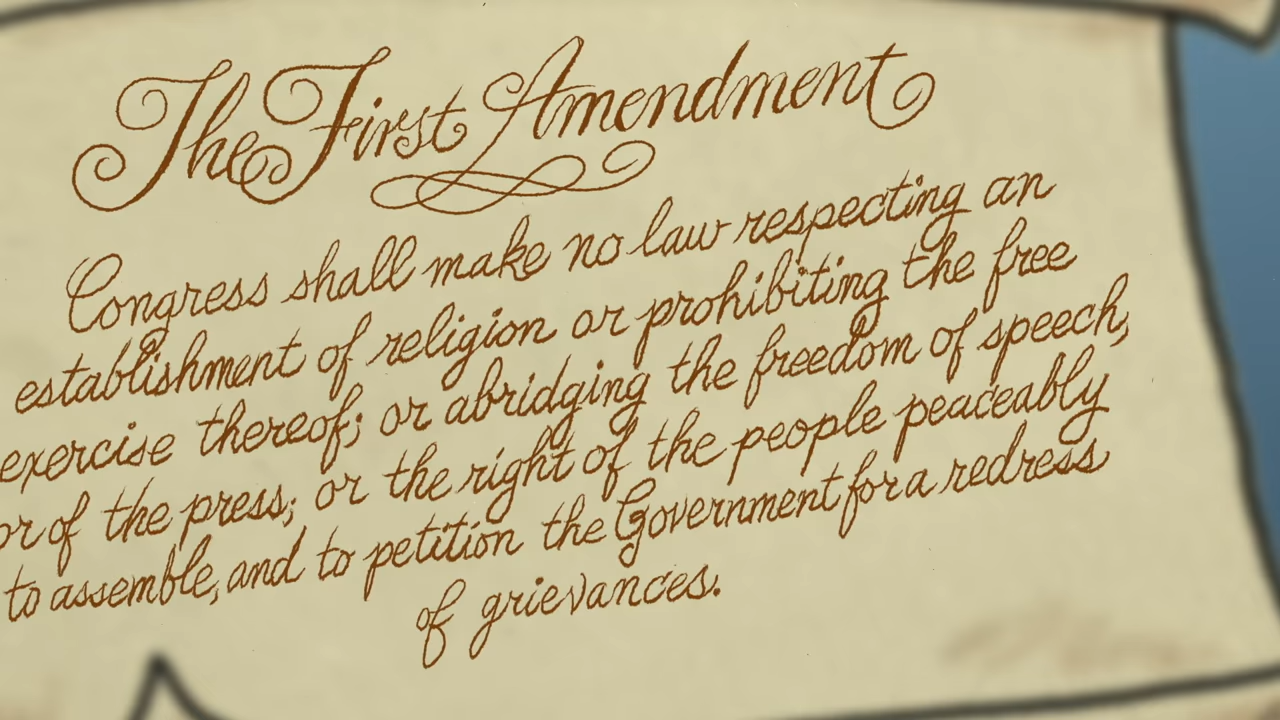 The First Amendment
Congress shall make no law respecting an
establishment of religion or prohibiting the free
exercise thereof; or abridging the freedom of speech,
or of the press; or the right of the people peaceably
to assemble, and to petition the Government for a redress
of grievances.